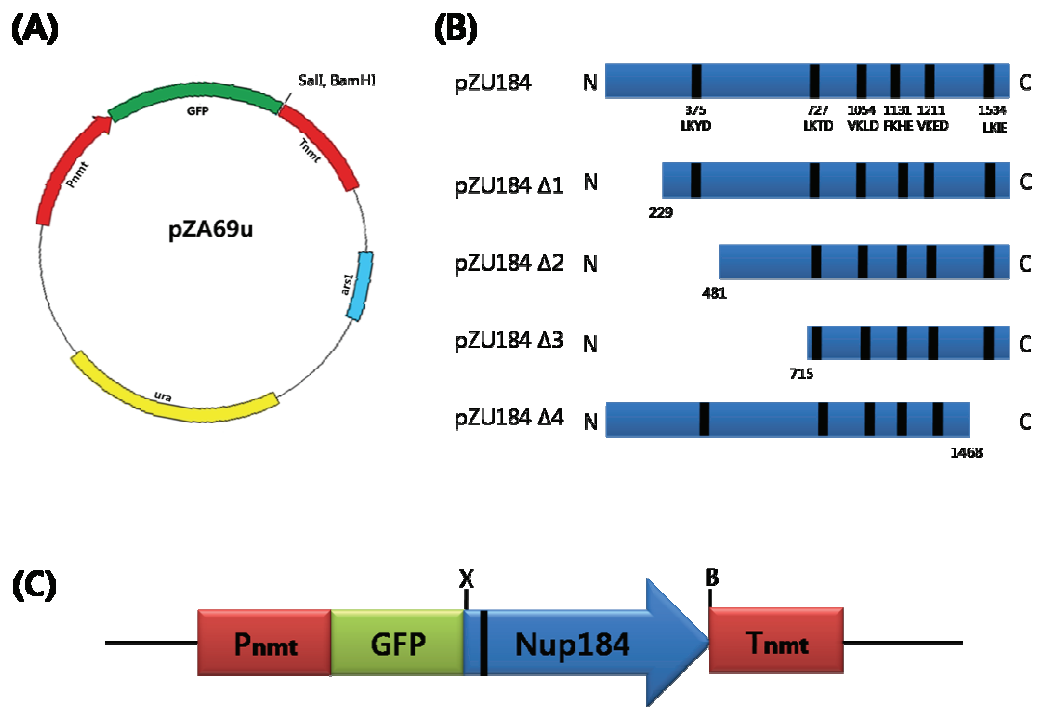 (A)
SalI, BamHI
GFP
Pnmt
Tnmt
pZA69u
arsI
ura
(B)
pZU184 N C
375 727 1054 1131 1211 1534
LKYD LKTD VKLD FKHE VKED LKIE
pZU184 Δ1 N C
229
pZU184 Δ2 N C
481
pZU184 Δ3 N C
715
pZU184 Δ4 N C
1468
(C)
X B
Pnmt GFP Nup184 Tnmt